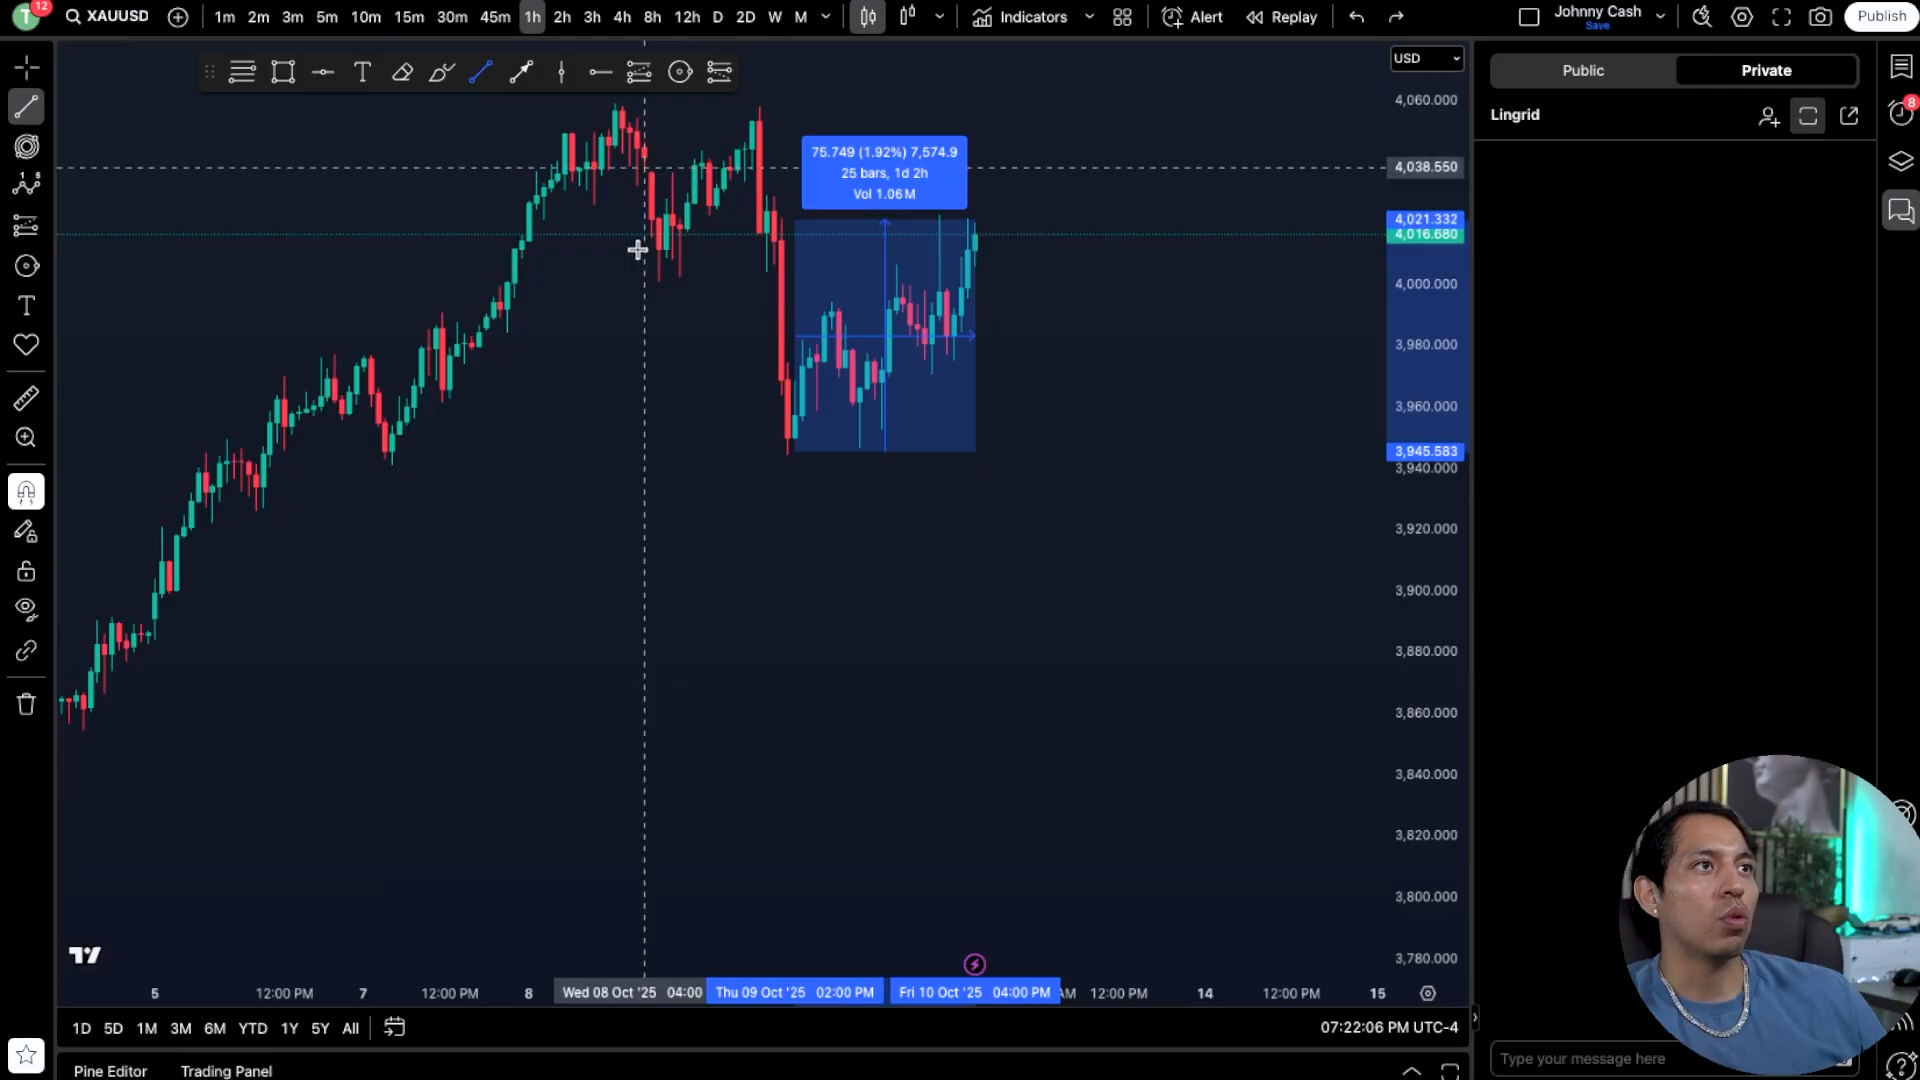 T 12 XAUUSD 1m 2m 3m 5m 10m 15m 30m 45m 1h 2h 3h 4h 8h 12h D 2D W M Indicators Alert Replay Johnny Cash Publish
Save
USD
Public Private
Lingrid
8
4,060.000
4,038.550
4,021.332
4,016.680
4,000.000
3,980.000
3,960.000
3,945.583
3,940.000
3,920.000
3,900.000
3,880.000
3,860.000
3,840.000
3,820.000
3,800.000
3,780.000
75.749 (1.92%) 7,574.9
25 bars, 1d 2h
Vol 1.06M
5 12:00 PM 7 12:00 PM 8 Wed 08 Oct '25 04:00 Thu 09 Oct '25 02:00 PM Fri 10 Oct '25 04:00 PM AM 12:00 PM 14 12:00 PM 15
1D 5D 1M 3M 6M YTD 1Y 5Y All 07:22:06 PM UTC-4
Pine Editor Trading Panel
Type your message here